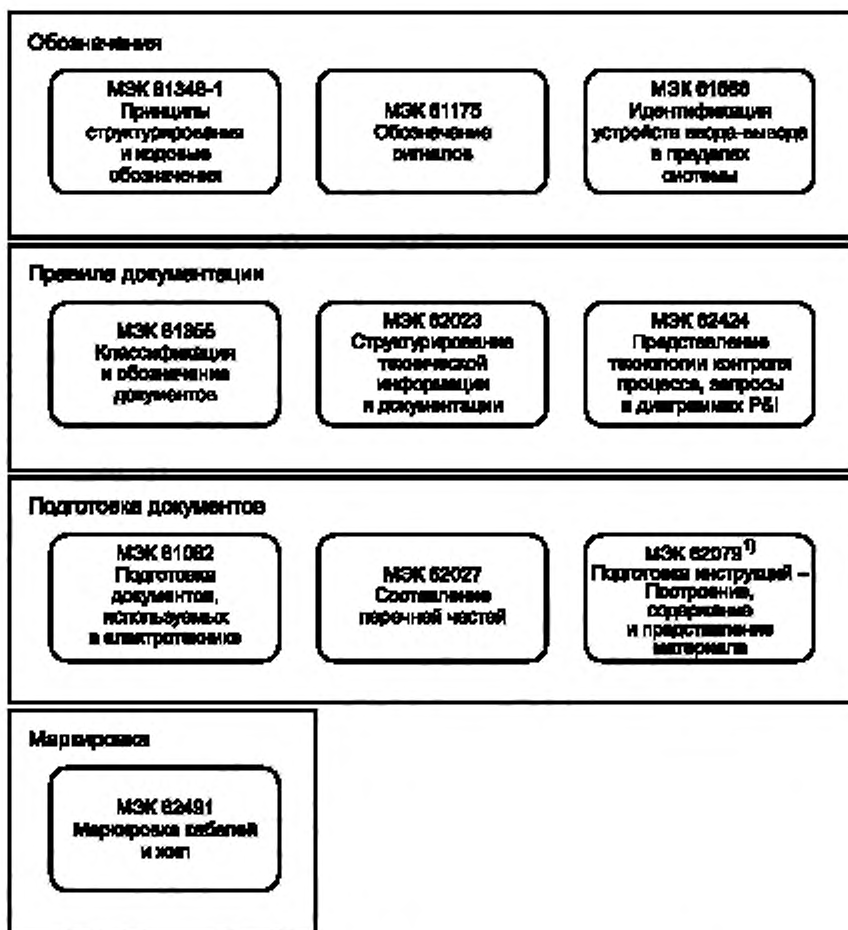 Обозначения
МЭК 81346-1
Принципы
структурирования
и кодовые
обозначения
МЭК 61175
Обозначение
сигналов
МЭК 61666
Идентификация
устройств ввода-вывода
в пределах
системы
Правила документации
МЭК 61355
Классификация
и обозначение
документов
МЭК 62023
Структурирование
технической
информации
и документации
МЭК 62424
Представление
технологии контроля
процесса, запросы
в диаграммах P&I
Подготовка документов
МЭК 61082
Подготовка
документов,
используемых
в электротехнике
МЭК 62027
Составление
перечней частей
МЭК 62079¹⁾
Подготовка инструкций –
Построение,
содержание
и представление
материала
Маркировка
МЭК 62491
Маркировка кабелей
и жил